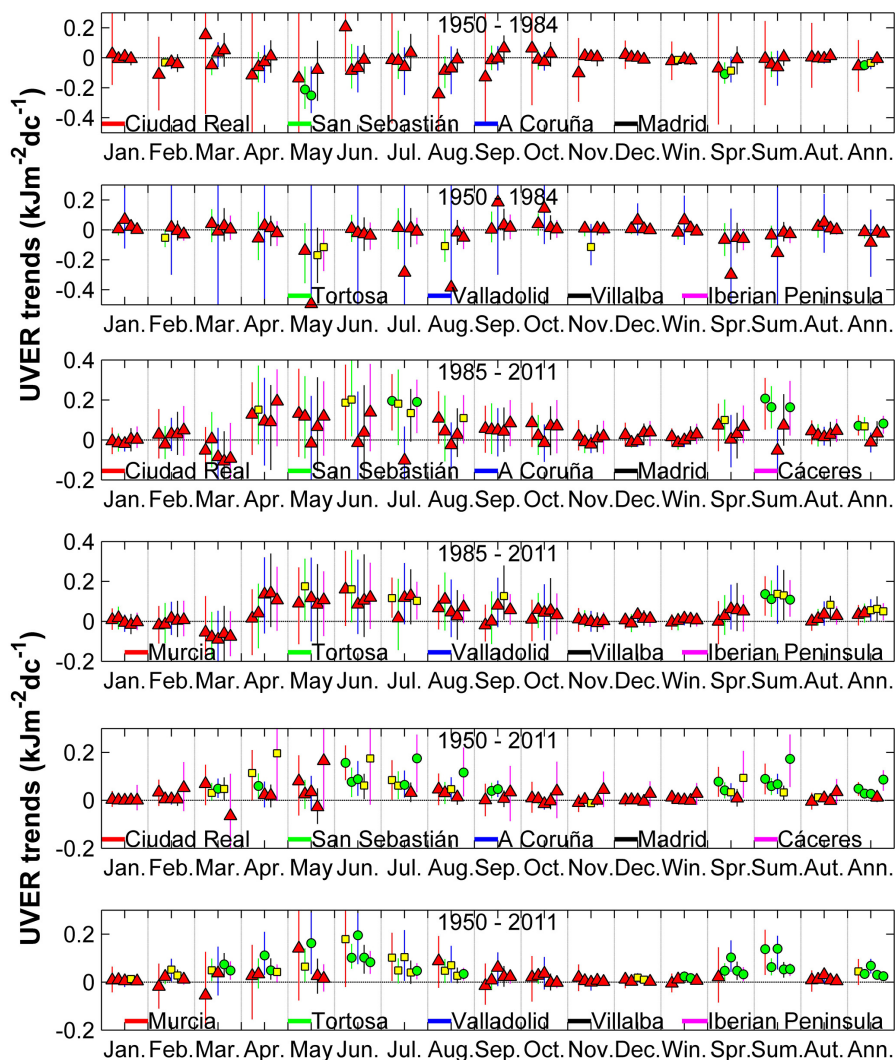 UVER trends (kJm⁻²dc⁻¹)
1950 - 1984
0.2
0
-0.2
-0.4
Ciudad Real San Sebastián A Coruña Madrid
Jan. Feb. Mar. Apr. May Jun. Jul. Aug. Sep. Oct. Nov. Dec. Win. Spr. Sum. Aut. Ann.
1950 - 1984
0.2
0
-0.2
-0.4
Tortosa Valladolid Villalba Iberian Peninsula
Jan. Feb. Mar. Apr. May Jun. Jul. Aug. Sep. Oct. Nov. Dec. Win. Spr. Sum. Aut. Ann.
UVER trends (kJm⁻²dc⁻¹)
1985 - 2011
0.4
0.2
0
-0.2
Ciudad Real San Sebastián A Coruña Madrid Cáceres
Jan. Feb. Mar. Apr. May Jun. Jul. Aug. Sep. Oct. Nov. Dec. Win. Spr. Sum. Aut. Ann.
1985 - 2011
0.4
0.2
0
-0.2
Murcia Tortosa Valladolid Villalba Iberian Peninsula
Jan. Feb. Mar. Apr. May Jun. Jul. Aug. Sep. Oct. Nov. Dec. Win. Spr. Sum. Aut. Ann.
UVER trends (kJm⁻²dc⁻¹)
1950 - 2011
0.2
0
-0.2
Ciudad Real San Sebastián A Coruña Madrid Cáceres
Jan. Feb. Mar. Apr. May Jun. Jul. Aug. Sep. Oct. Nov. Dec. Win. Spr. Sum. Aut. Ann.
1950 - 2011
0.2
0
-0.2
Murcia Tortosa Valladolid Villalba Iberian Peninsula
Jan. Feb. Mar. Apr. May Jun. Jul. Aug. Sep. Oct. Nov. Dec. Win. Spr. Sum. Aut. Ann.